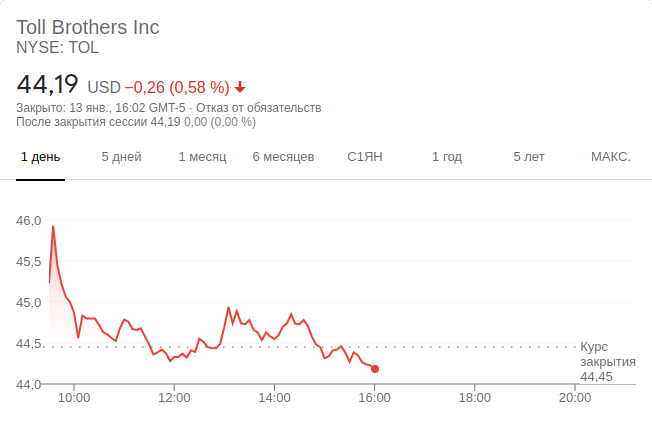 Toll Brothers Inc
NYSE: TOL
44,19 USD −0,26 (0,58 %)
Закрыто: 13 янв., 16:02 GMT-5 · Отказ от обязательств
После закрытия сессии 44,19 0,00 (0,00 %)
1 день 5 дней 1 месяц 6 месяцев С1ЯН 1 год 5 лет МАКС.
46,0
45,5
45,0
44,5
44,0
Курс
закрытия
44,45
10:00 12:00 14:00 16:00 18:00 20:00